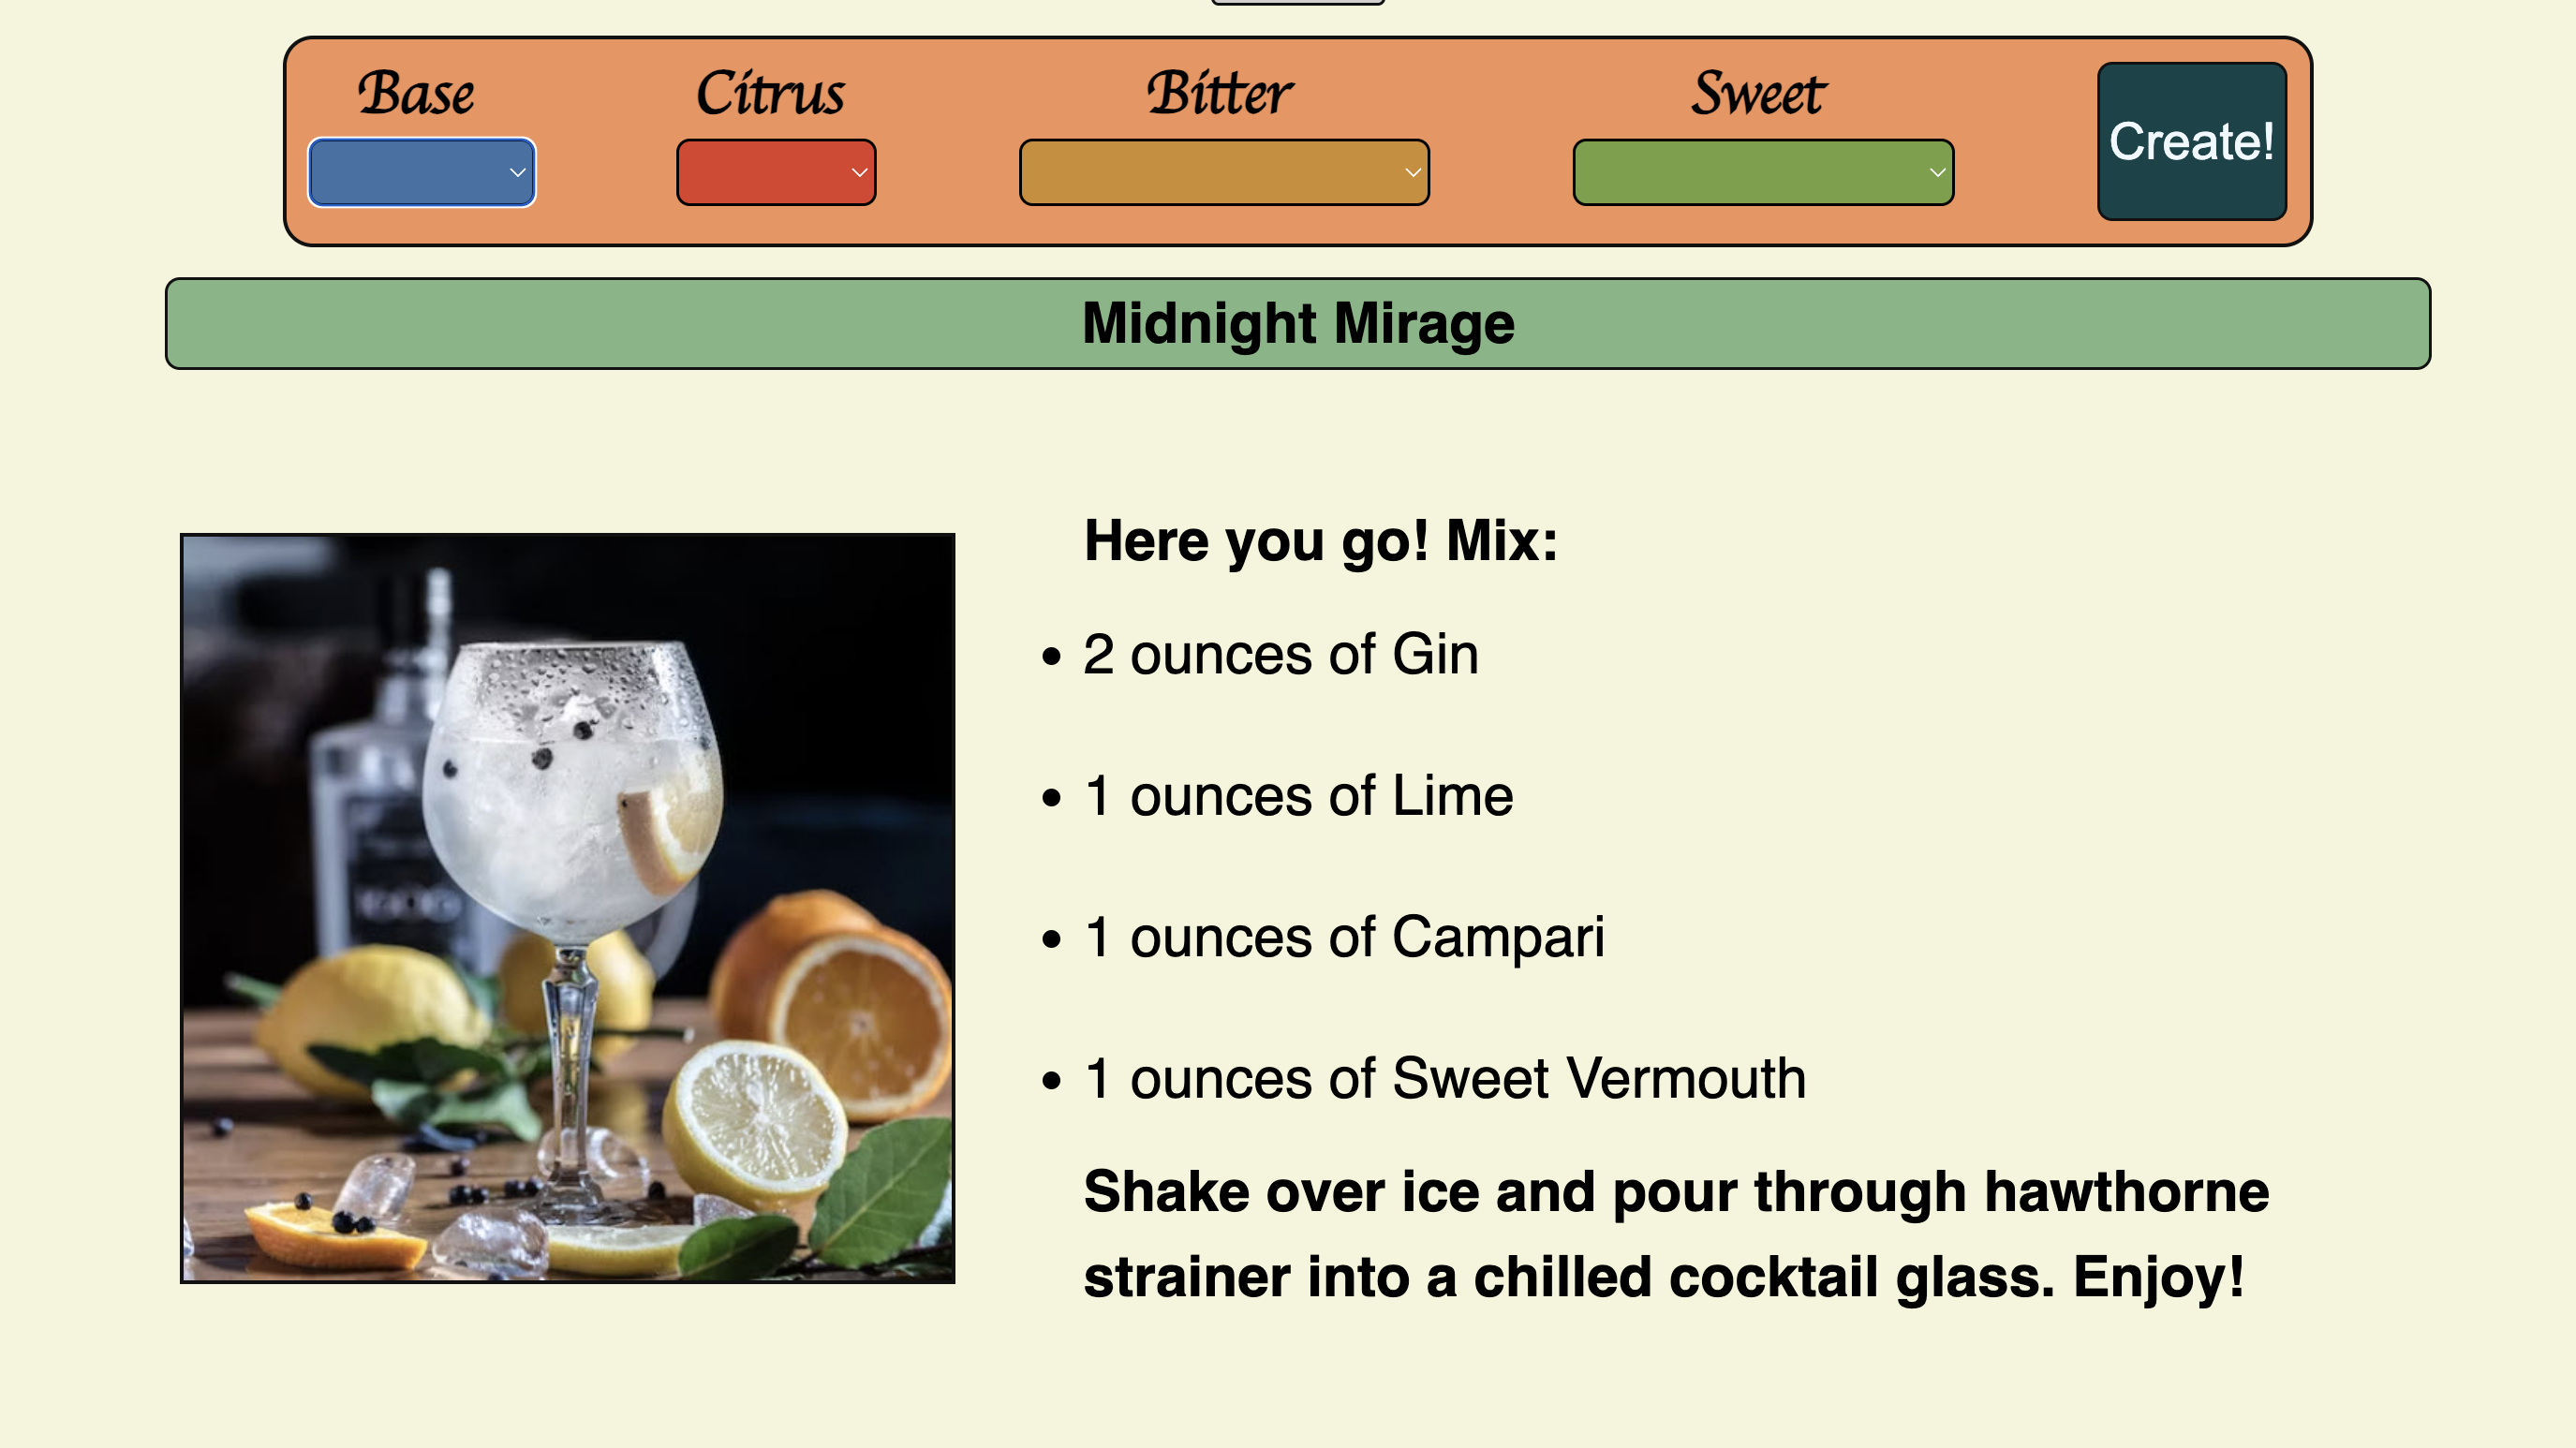 Base Citrus Bitter Sweet
Create!
Midnight Mirage
Here you go! Mix:
• 2 ounces of Gin
• 1 ounces of Lime
• 1 ounces of Campari
• 1 ounces of Sweet Vermouth
Shake over ice and pour through hawthorne
strainer into a chilled cocktail glass. Enjoy!